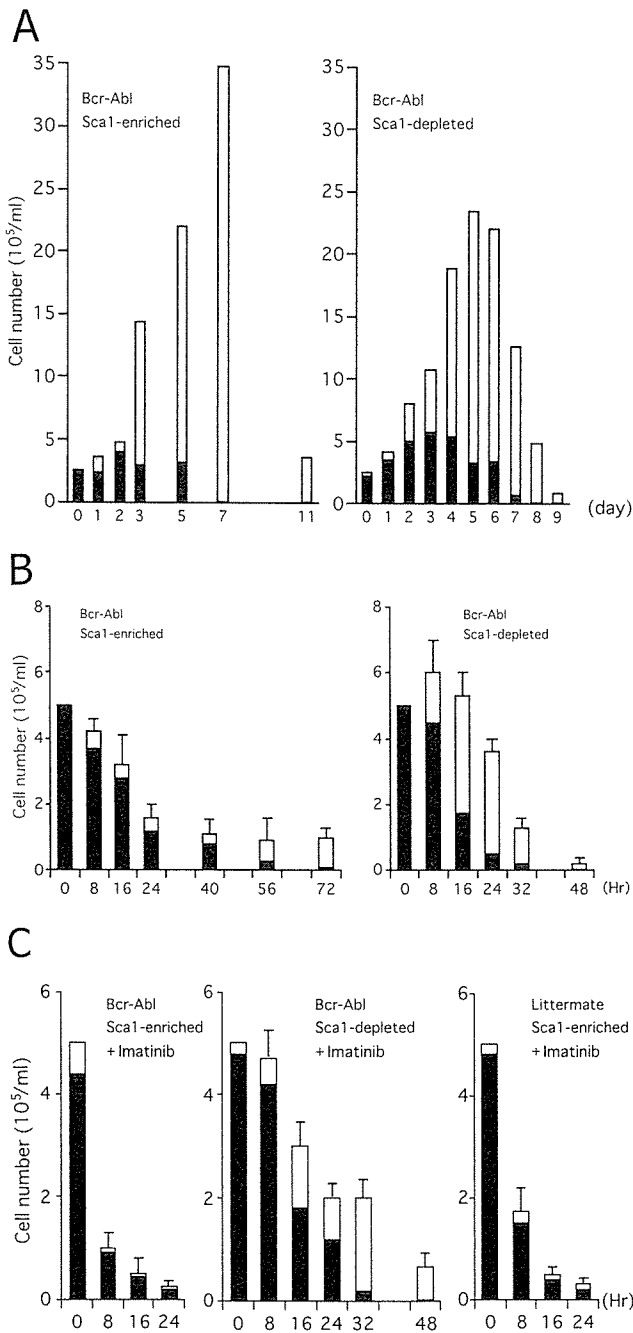 A
Bcr-Abl
Sca1-enriched
Bcr-Abl
Sca1-depleted
Cell number (10⁵/ml)
35
30
25
20
15
10
5
0
0 1 2 3 5 7 11
35
30
25
20
15
10
5
0
0 1 2 3 4 5 6 7 8 9 (day)
B
Bcr-Abl
Sca1-enriched
Bcr-Abl
Sca1-depleted
Cell number (10⁵/ml)
8
6
4
2
0
0 8 16 24 40 56 72
8
6
4
2
0
0 8 16 24 32 48 (Hr)
C
Bcr-Abl
Sca1-enriched
+ Imatinib
Bcr-Abl
Sca1-depleted
+ Imatinib
Littermate
Sca1-enriched
+ Imatinib
Cell number (10⁵/ml)
6
4
2
0
0 8 16 24
6
4
2
0
0 8 16 24 32 48
6
4
2
0
0 8 16 24 (Hr)